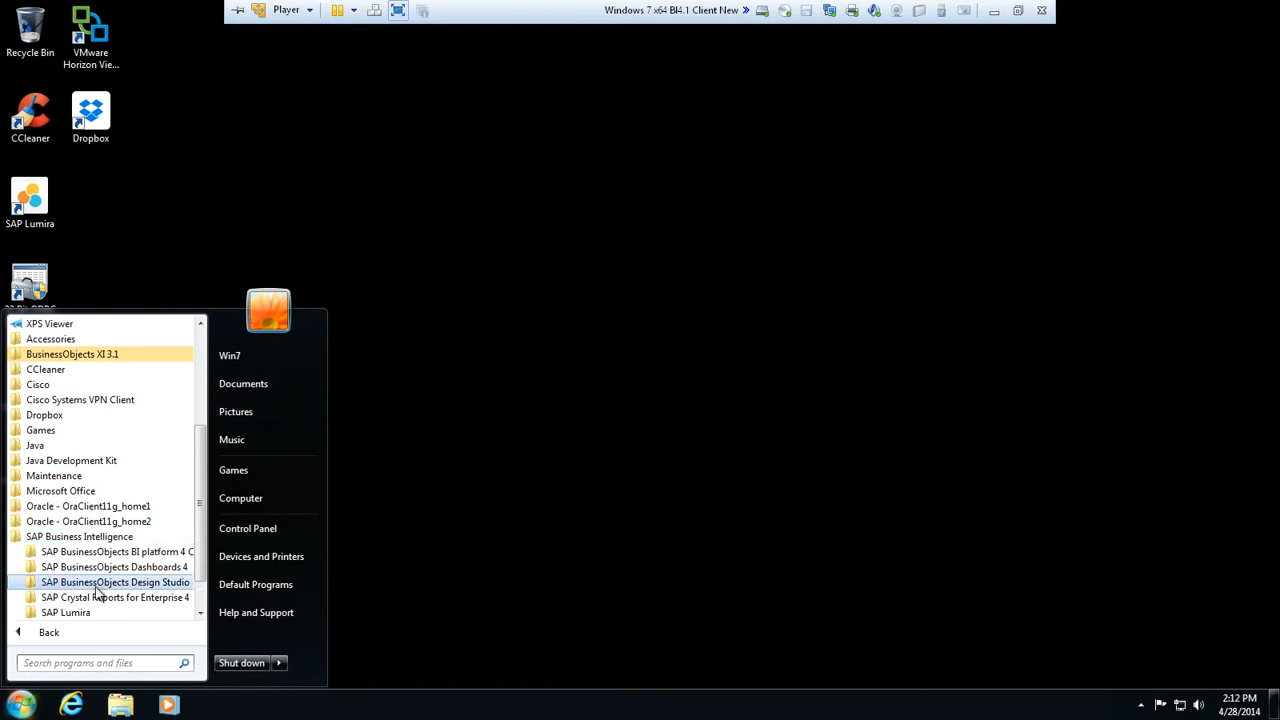 Player
Windows 7 x64 BI4.1 Client New
Recycle Bin
VMware
Horizon Vie...
CCleaner
Dropbox
SAP Lumira
XPS Viewer
Accessories
BusinessObjects XI 3.1
CCleaner
Cisco
Cisco Systems VPN Client
Dropbox
Games
Java
Java Development Kit
Maintenance
Microsoft Office
Oracle - OraClient11g_home1
Oracle - OraClient11g_home2
SAP Business Intelligence
SAP BusinessObjects BI platform 4 C
SAP BusinessObjects Dashboards 4
SAP BusinessObjects Design Studio
SAP Crystal Reports for Enterprise 4
SAP Lumira
Back
Search programs and files
Win7
Documents
Pictures
Music
Games
Computer
Control Panel
Devices and Printers
Default Programs
Help and Support
Shut down
2:12 PM
4/28/2014